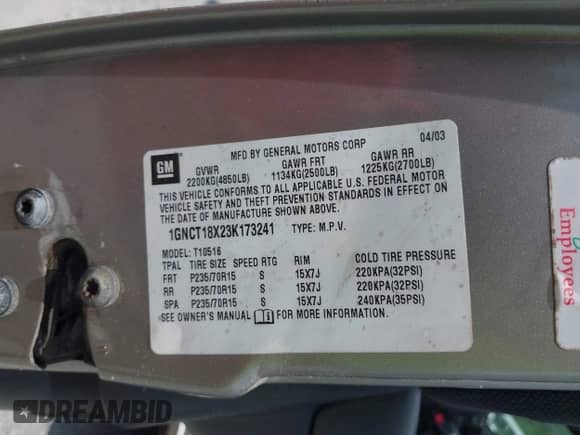 04/03
MFD BY GENERAL MOTORS CORP
GM
GVWR GAWR FRT GAWR RR
2200KG(4850LB) 1134KG(2500LB) 1225KG(2700LB)
THIS VEHICLE CONFORMS TO ALL APPLICABLE U.S. FEDERAL MOTOR
VEHICLE SAFETY AND THEFT PREVENTION STANDARDS IN EFFECT ON
THE DATE OF MANUFACTURE SHOWN ABOVE.
1GNCT18X23K173241 TYPE: M.P.V.
MODEL: T10516
TPAL TIRE SIZE SPEED RTG RIM COLD TIRE PRESSURE
FRT P235/70R15 S 15X7J 220KPA(32PSI)
RR P235/70R15 S 15X7J 220KPA(32PSI)
SPA P235/70R15 S 15X7J 240KPA(35PSI)
SEE OWNER'S MANUAL FOR MORE INFORMATION.
INSPECTED
DREAMBID